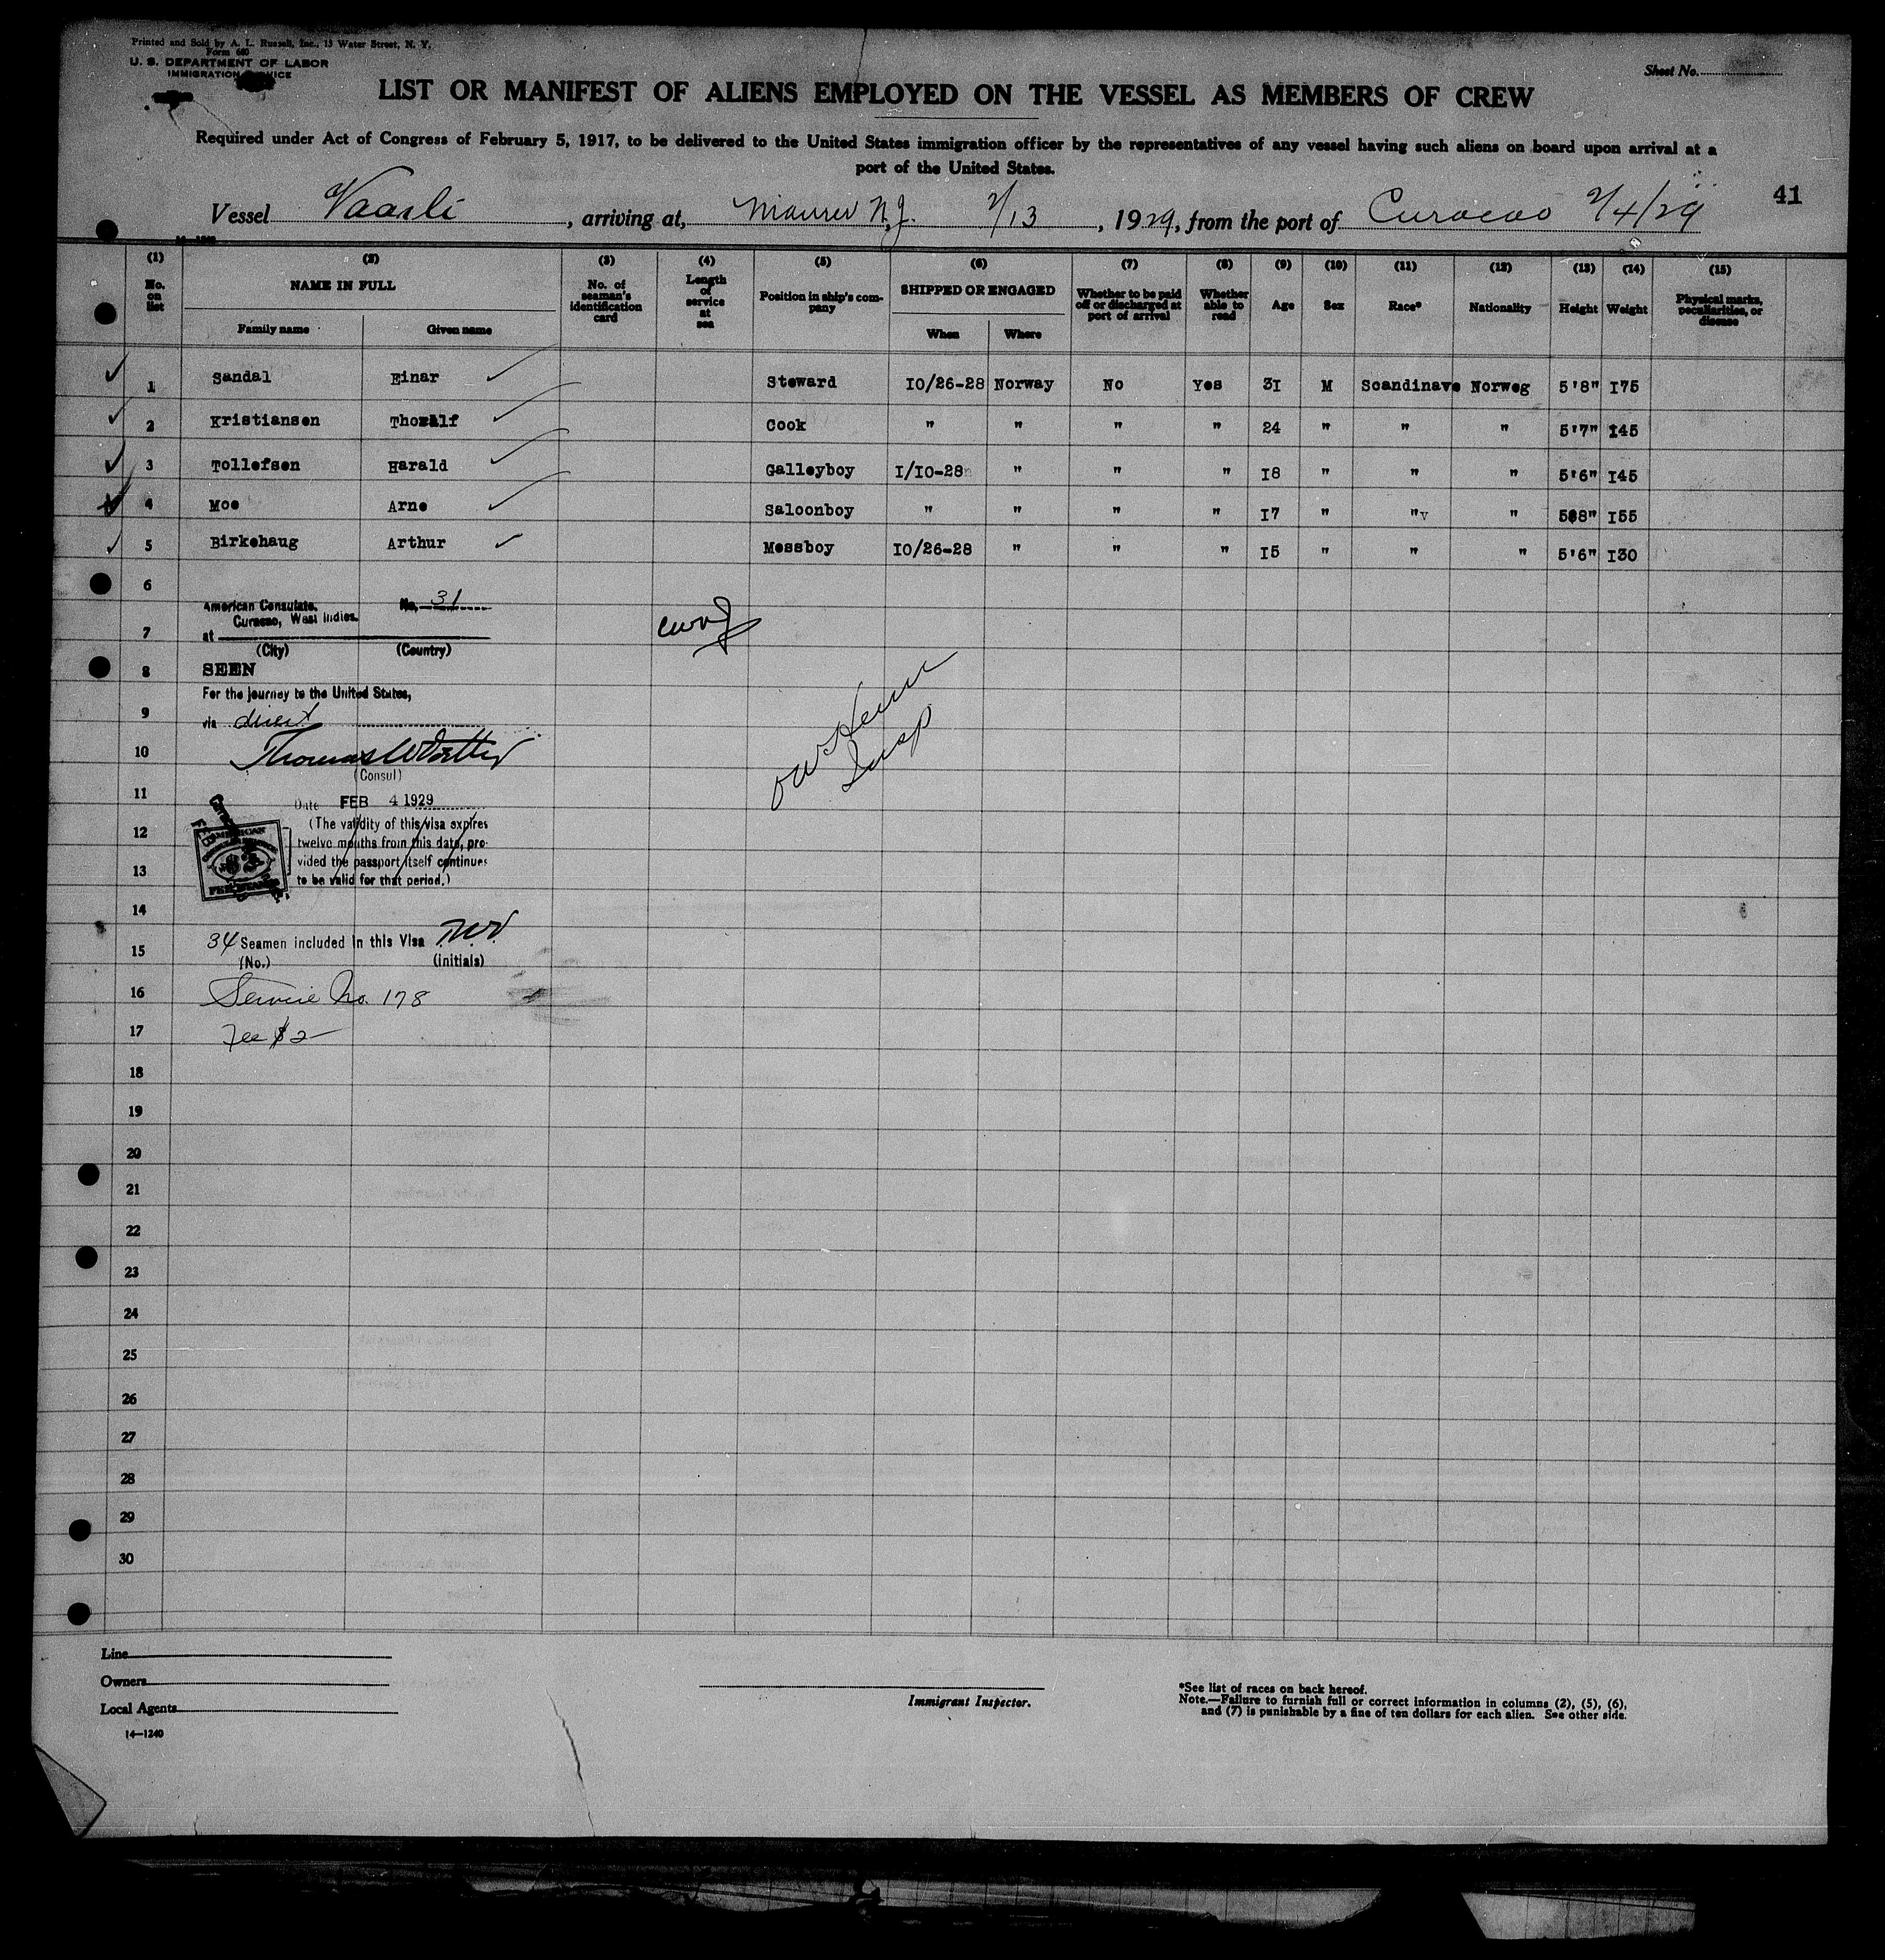 Printed and Sold by A. L. Russell, Inc., 13 Water Street, N. Y.
Form 680
U. S. DEPARTMENT OF LABOR
IMMIGRATION SERVICE
Sheet No.
LIST OR MANIFEST OF ALIENS EMPLOYED ON THE VESSEL AS MEMBERS OF CREW
Required under Act of Congress of February 5, 1917, to be delivered to the United States immigration officer by the representatives of any vessel having such aliens on board upon arrival at a
port of the United States.
41
Vessel Vaarli, arriving at, Maurer N.J. 2/13, 1929, from the port of Curacao 2/4/29
(1) (2) (3) (4) (5) (6) (7) (8) (9) (10) (11) (12) (13) (14) (15)
No. on list NAME IN FULL No. of seaman's identification card Length of service at sea Position in ship's company SHIPPED OR ENGAGED Whether to be paid off or discharged at port of arrival Whether able to read Age Sex Race* Nationality Height Weight Physical marks, peculiarities, or disease
Family name Given name When Where
1 Sandal Einar Steward 10/26-28 Norway No Yes 31 M Scandinave Norweg 5'8" 175
2 Kristiansen Thoralf Cook " " " " 24 " " " 5'7" 145
3 Tollefsen Harald Galleyboy 1/10-28 " " " 18 " " " 5'6" 145
4 Moe Arne Saloonboy " " " " 17 " "v " 5'8" 155
5 Birkehaug Arthur Messboy 10/26-28 " " " 15 " " " 5'6" 130
6
American Consulate, No. 31
Curacao, West Indies.
7 at
(City) (Country)
8 SEEN
For the journey to the United States,
9 via direct
10
(Consul)
11 Date FEB 4 1929
12 (The validity of this visa expires
twelve months from this date, pro-
13 vided the passport itself continues
to be valid for that period.)
14
15 34 Seamen included in this Visa
(No.) (initials)
16 Service No. 178
17 Fee $2
Insp
18
19
20
21
22
23
24
25
26
27
28
29
30
Line
Owners
Local Agents
14—1240
Immigrant Inspector.
*See list of races on back hereof.
Note.—Failure to furnish full or correct information in columns (2), (5), (6),
and (7) is punishable by a fine of ten dollars for each alien. See other side.